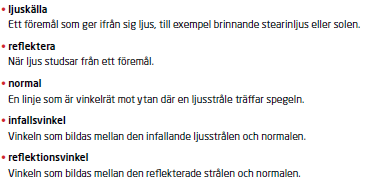 • ljuskälla
Ett föremål som ger ifrån sig ljus, till exempel brinnande stearinljus eller solen.
• reflektera
När ljus studsar från ett föremål.
• normal
En linje som är vinkelrät mot ytan där en ljusstråle träffar spegeln.
• infallsvinkel
Vinkeln som bildas mellan den infallande ljusstrålen och normalen.
• reflektionsvinkel
Vinkeln som bildas mellan den reflekterade strålen och normalen.